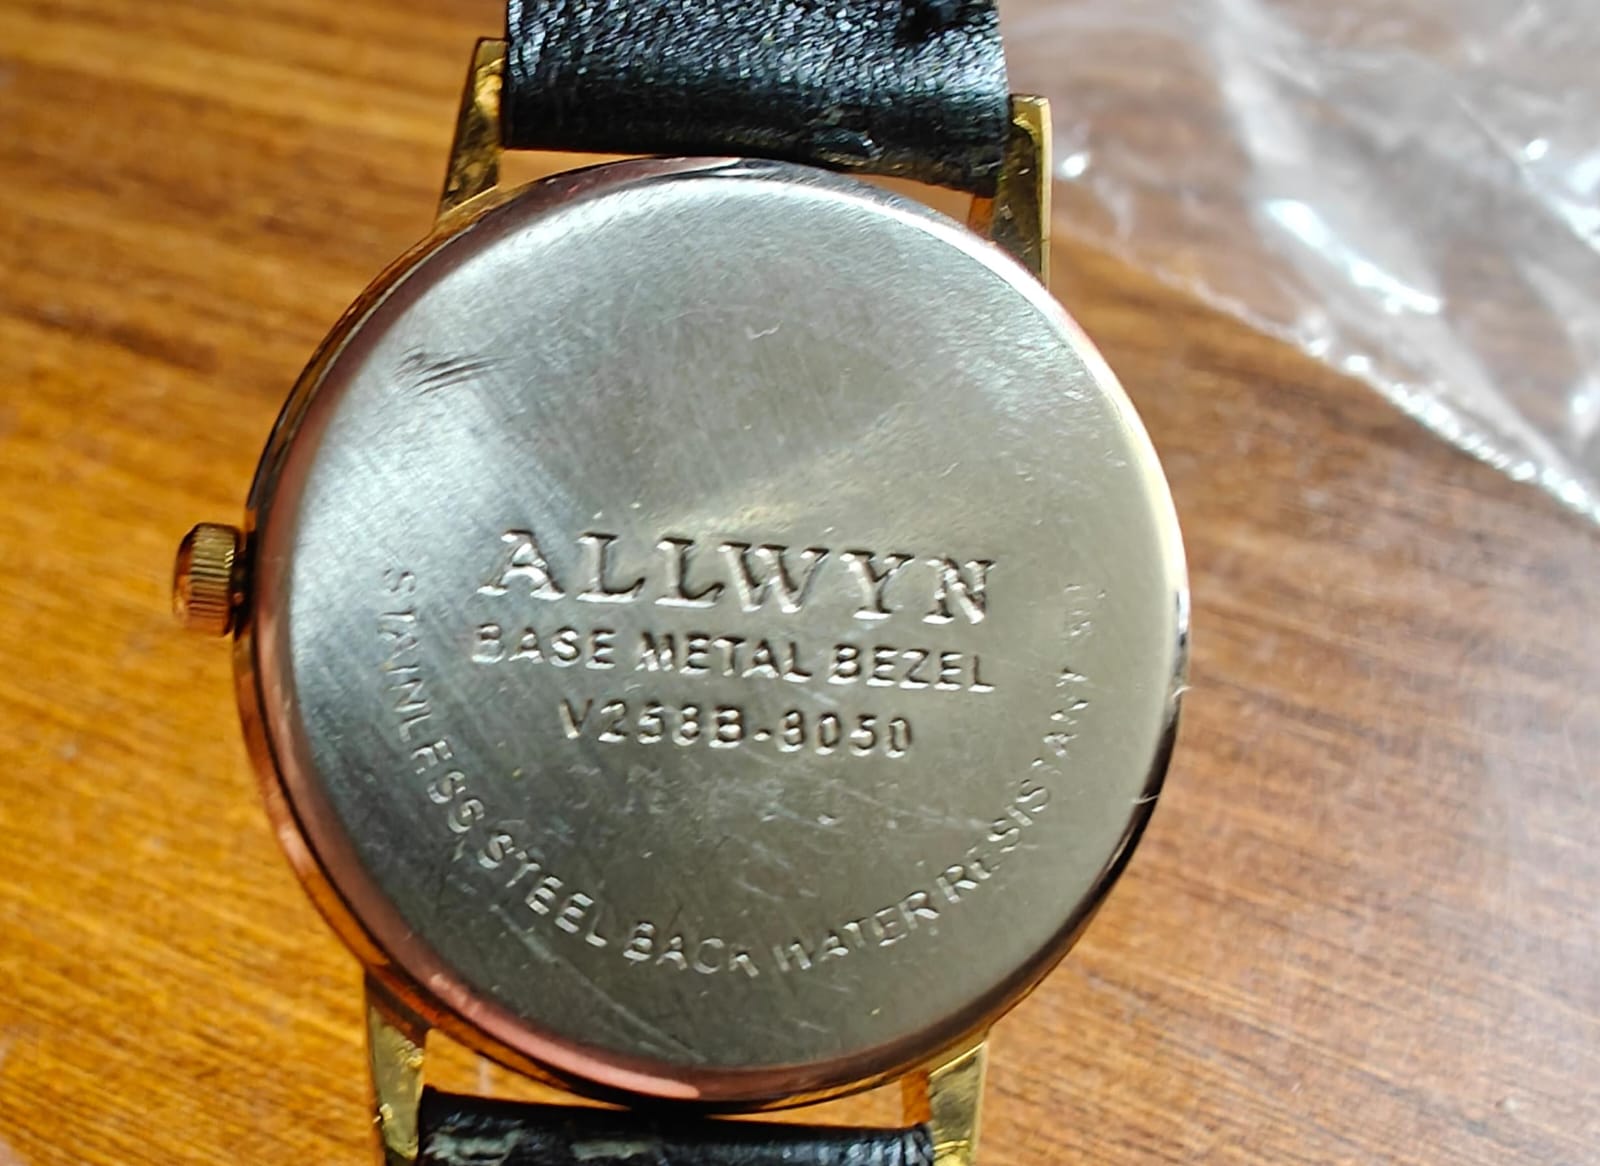 ALLWYN
BASE METAL BEZEL
V258B-8050
STAINLESS STEEL BACK WATER RESISTANT